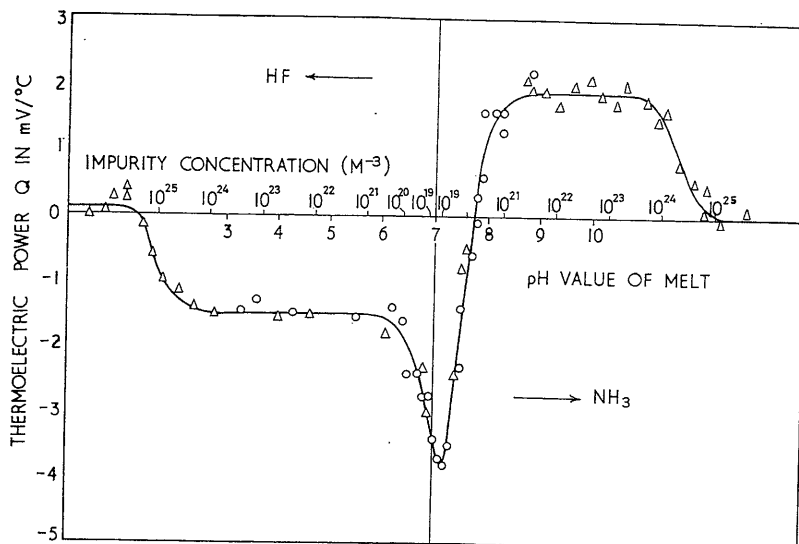 3
2
1
0
-1
-2
-3
-4
-5
THERMOELECTRIC POWER Q IN mV/°C
HF ←
IMPURITY CONCENTRATION (M⁻³)
10²⁵ 10²⁴ 10²³ 10²² 10²¹ 10²⁰ 10¹⁹ 10¹⁹ 10²¹ 10²² 10²³ 10²⁴ 10²⁵
3 4 5 6 7 8 9 10
pH VALUE OF MELT
→ NH₃